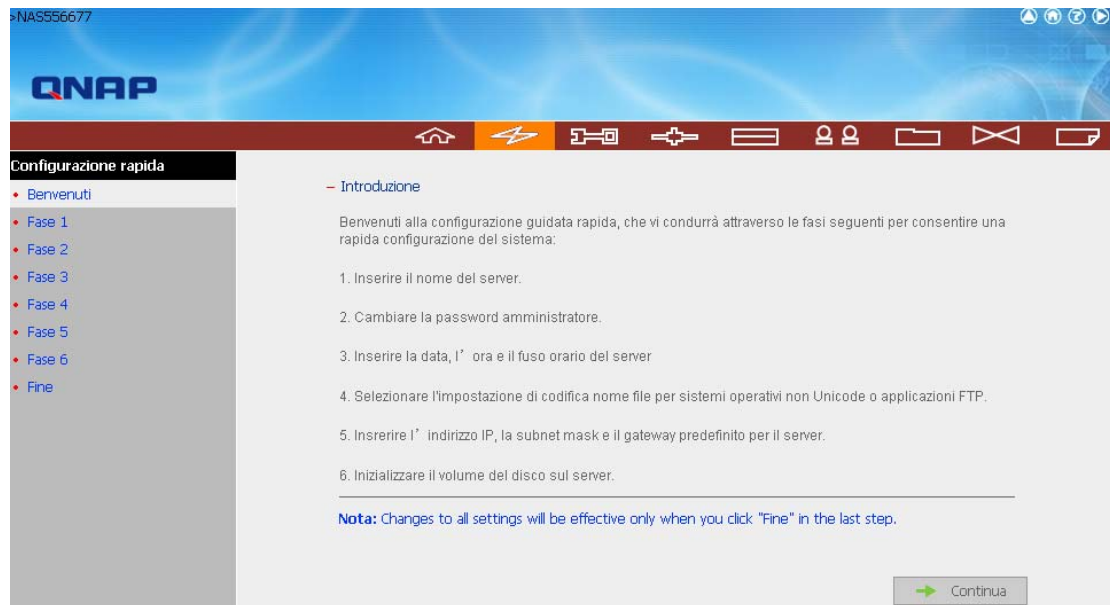 >NAS556677
QNAP
Configurazione rapida
Benvenuti
Fase 1
Fase 2
Fase 3
Fase 4
Fase 5
Fase 6
Fine
– Introduzione
Benvenuti alla configurazione guidata rapida, che vi condurrà attraverso le fasi seguenti per consentire una
rapida configurazione del sistema:
1. Inserire il nome del server.
2. Cambiare la password amministratore.
3. Inserire la data, l’ ora e il fuso orario del server
4. Selezionare l'impostazione di codifica nome file per sistemi operativi non Unicode o applicazioni FTP.
5. Insrerire l’ indirizzo IP, la subnet mask e il gateway predefinito per il server.
6. Inizializzare il volume del disco sul server.
Nota: Changes to all settings will be effective only when you click "Fine" in the last step.
Continua